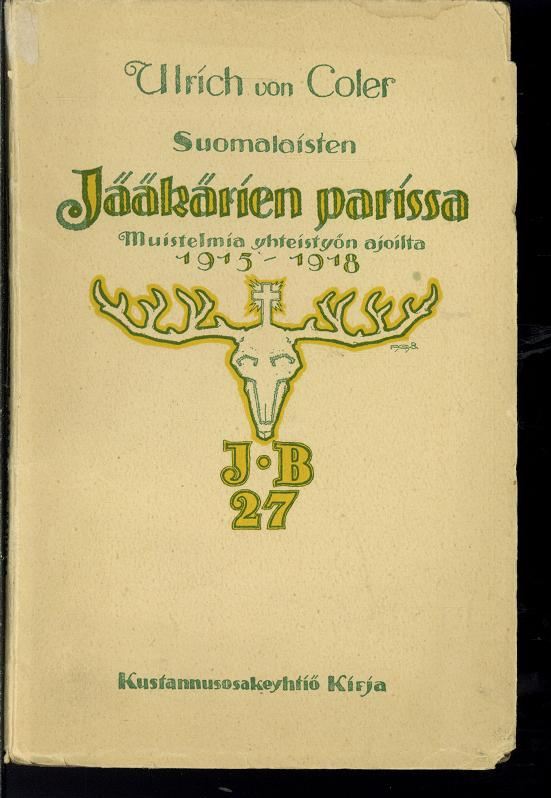 Ulrich von Coler
Suomalaisten
Jääkärien parissa
Muistelmia yhteistyön ajoilta
1915 - 1918
J·B
27
Kustannusosakeyhtiö Kirja